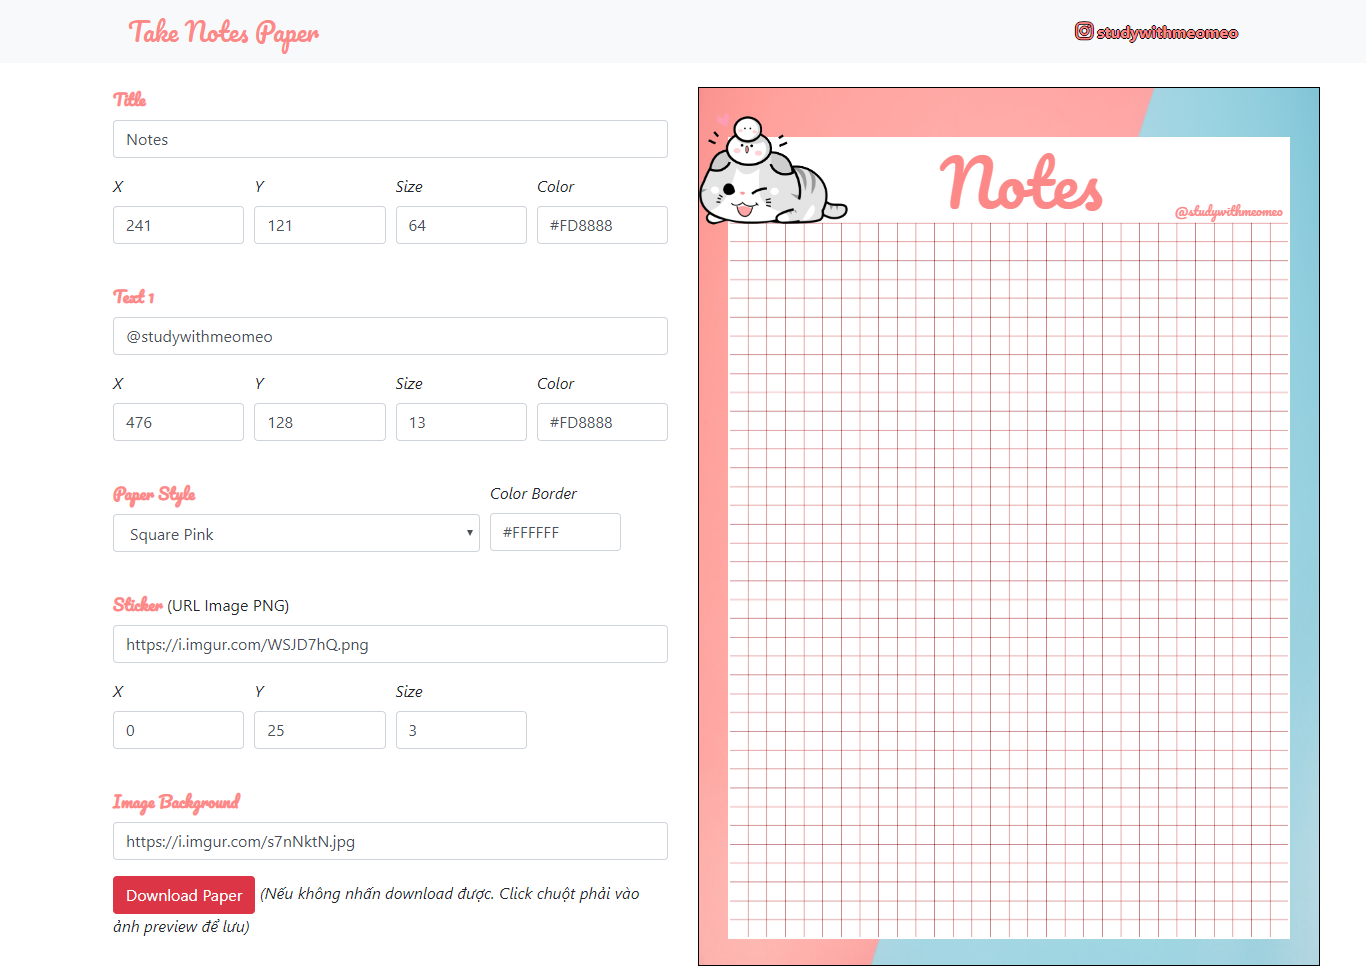 Take Notes Paper
studywithmeomeo
Title
Notes
X Y Size Color
241 121 64 #FD8888
Text 1
@studywithmeomeo
X Y Size Color
476 128 13 #FD8888
Paper Style Color Border
Square Pink #FFFFFF
Sticker (URL Image PNG)
https://i.imgur.com/WSJD7hQ.png
X Y Size
0 25 3
Image Background
https://i.imgur.com/s7nNktN.jpg
Download Paper (Nếu không nhấn download được. Click chuột phải vào
ảnh preview để lưu)
Notes
@studywithmeomeo